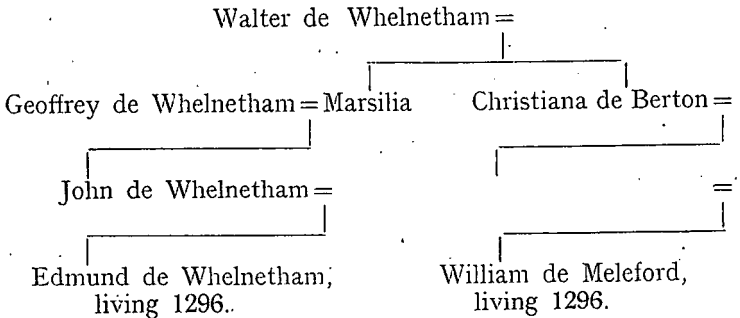 Walter de Whelnetham =
Geoffrey de Whelnetham = Marsilia Christiana de Berton =
John de Whelnetham = =
Edmund de Whelnetham, William de Meleford,
living 1296. living 1296.